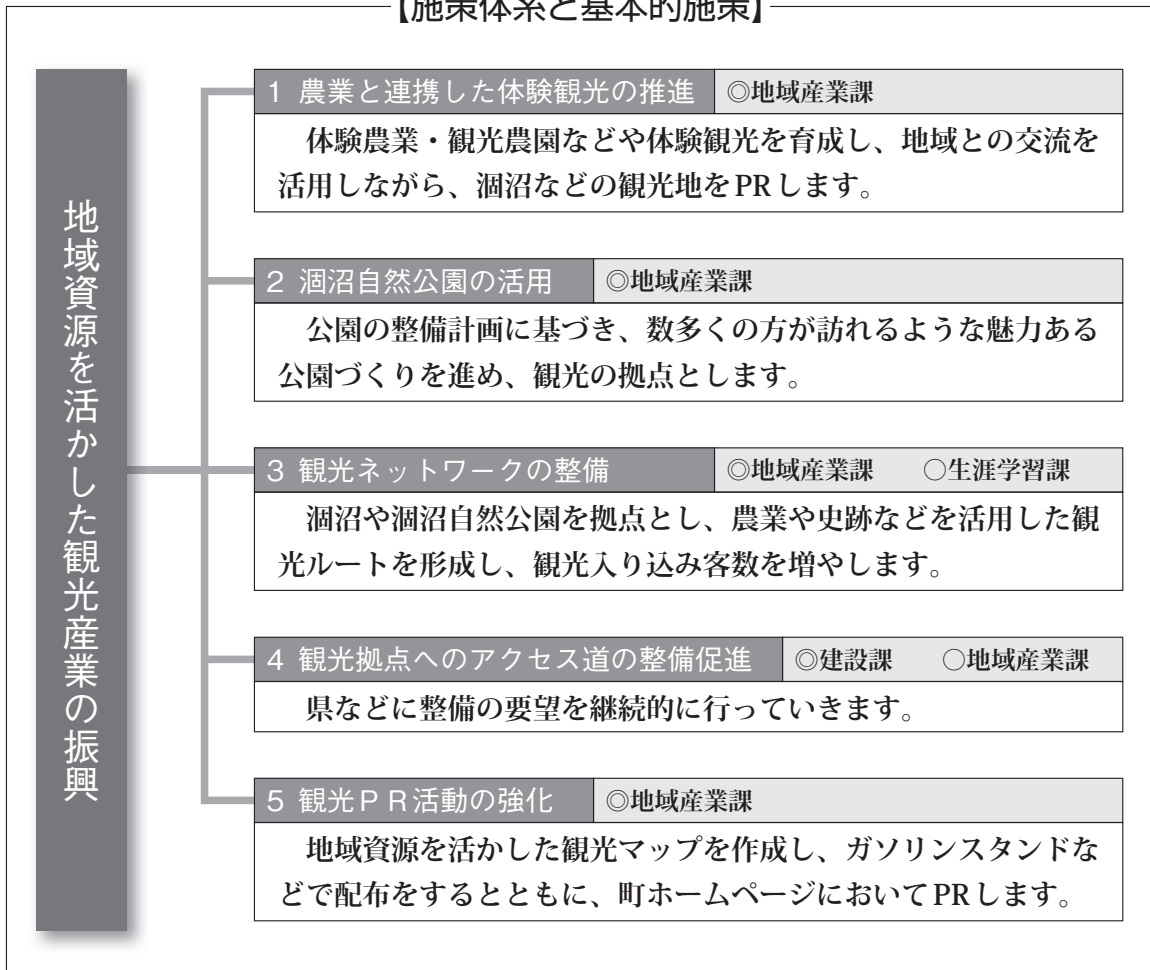 【施策体系と基本的施策】
地域資源を活かした観光産業の振興
1 農業と連携した体験観光の推進 ◎地域産業課
体験農業・観光農園などや体験観光を育成し、地域との交流を
活用しながら、涸沼などの観光地をPRします。
2 涸沼自然公園の活用 ◎地域産業課
公園の整備計画に基づき、数多くの方が訪れるような魅力ある
公園づくりを進め、観光の拠点とします。
3 観光ネットワークの整備 ◎地域産業課 ○生涯学習課
涸沼や涸沼自然公園を拠点とし、農業や史跡などを活用した観
光ルートを形成し、観光入り込み客数を増やします。
4 観光拠点へのアクセス道の整備促進 ◎建設課 ○地域産業課
県などに整備の要望を継続的に行っていきます。
5 観光PR活動の強化 ◎地域産業課
地域資源を活かした観光マップを作成し、ガソリンスタンドな
どで配布をするとともに、町ホームページにおいてPRします。